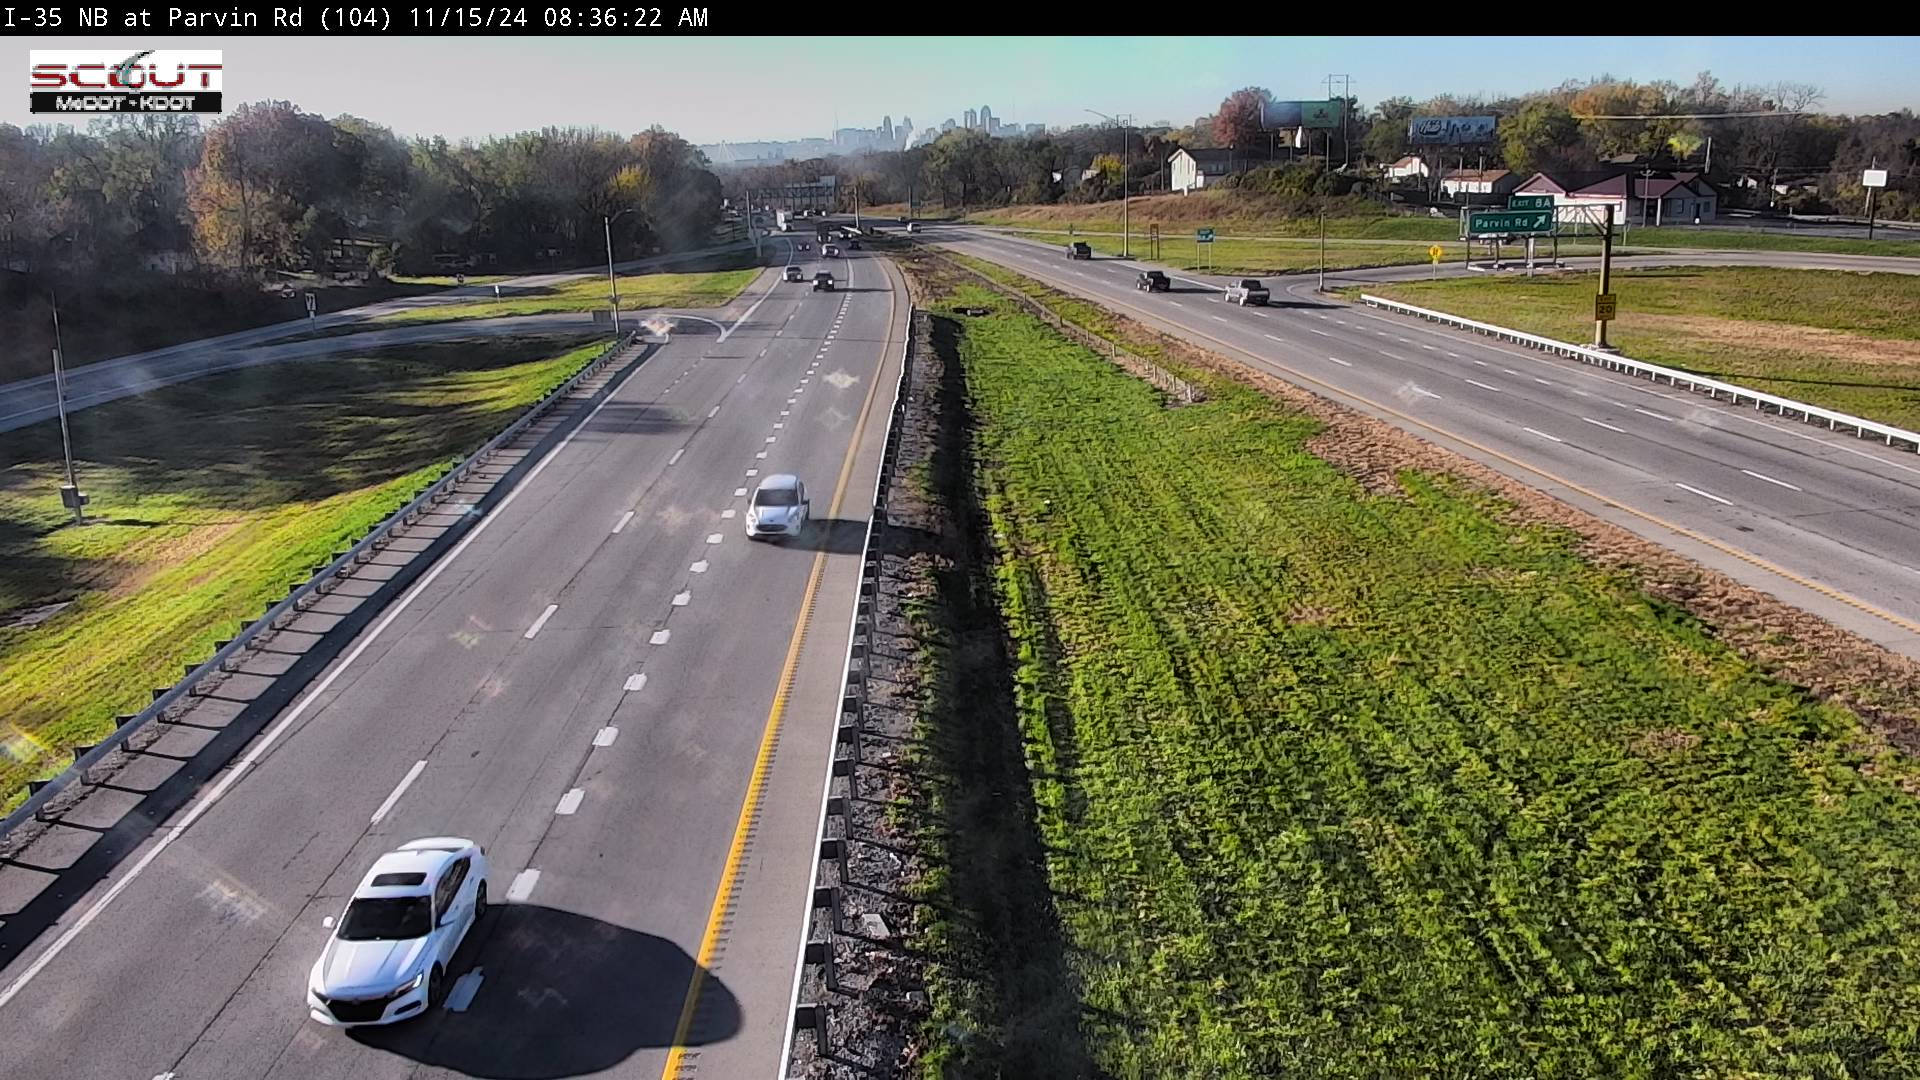 I-35 NB at Parvin Rd (104) 11/15/24 08:36:22 AM
SCOUT
MoDOT - KDOT
EXIT 8A
Parvin Rd
20